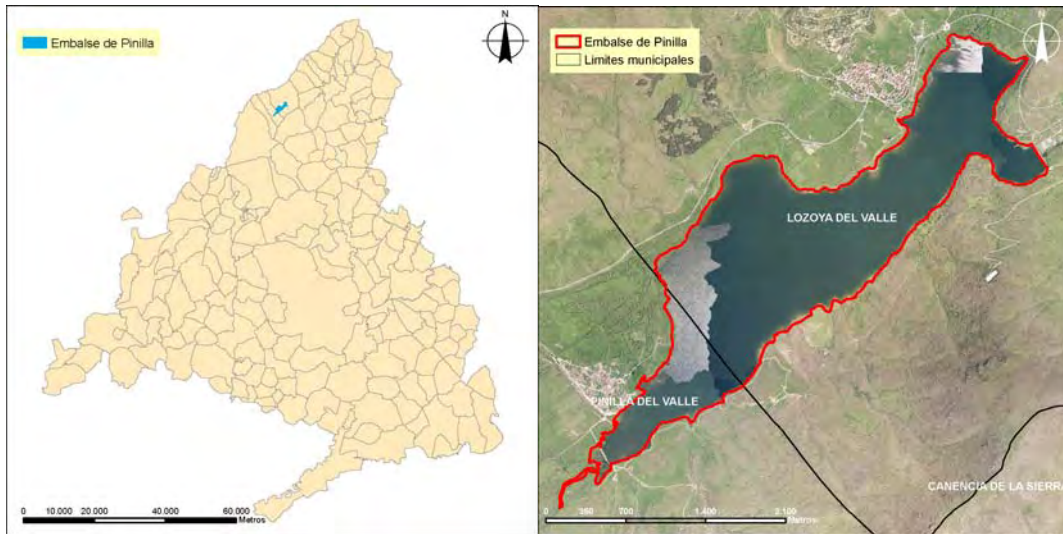 Embalse de Pinilla
N
0 10.000 20.000 40.000 60.000
Metros
Embalse de Pinilla
Limites municipales
N
LOZOYA DEL VALLE
PINILLA DEL VALLE
CANENCIA DE LA SIERRA
0 350 700 1.400 2.100
Metros